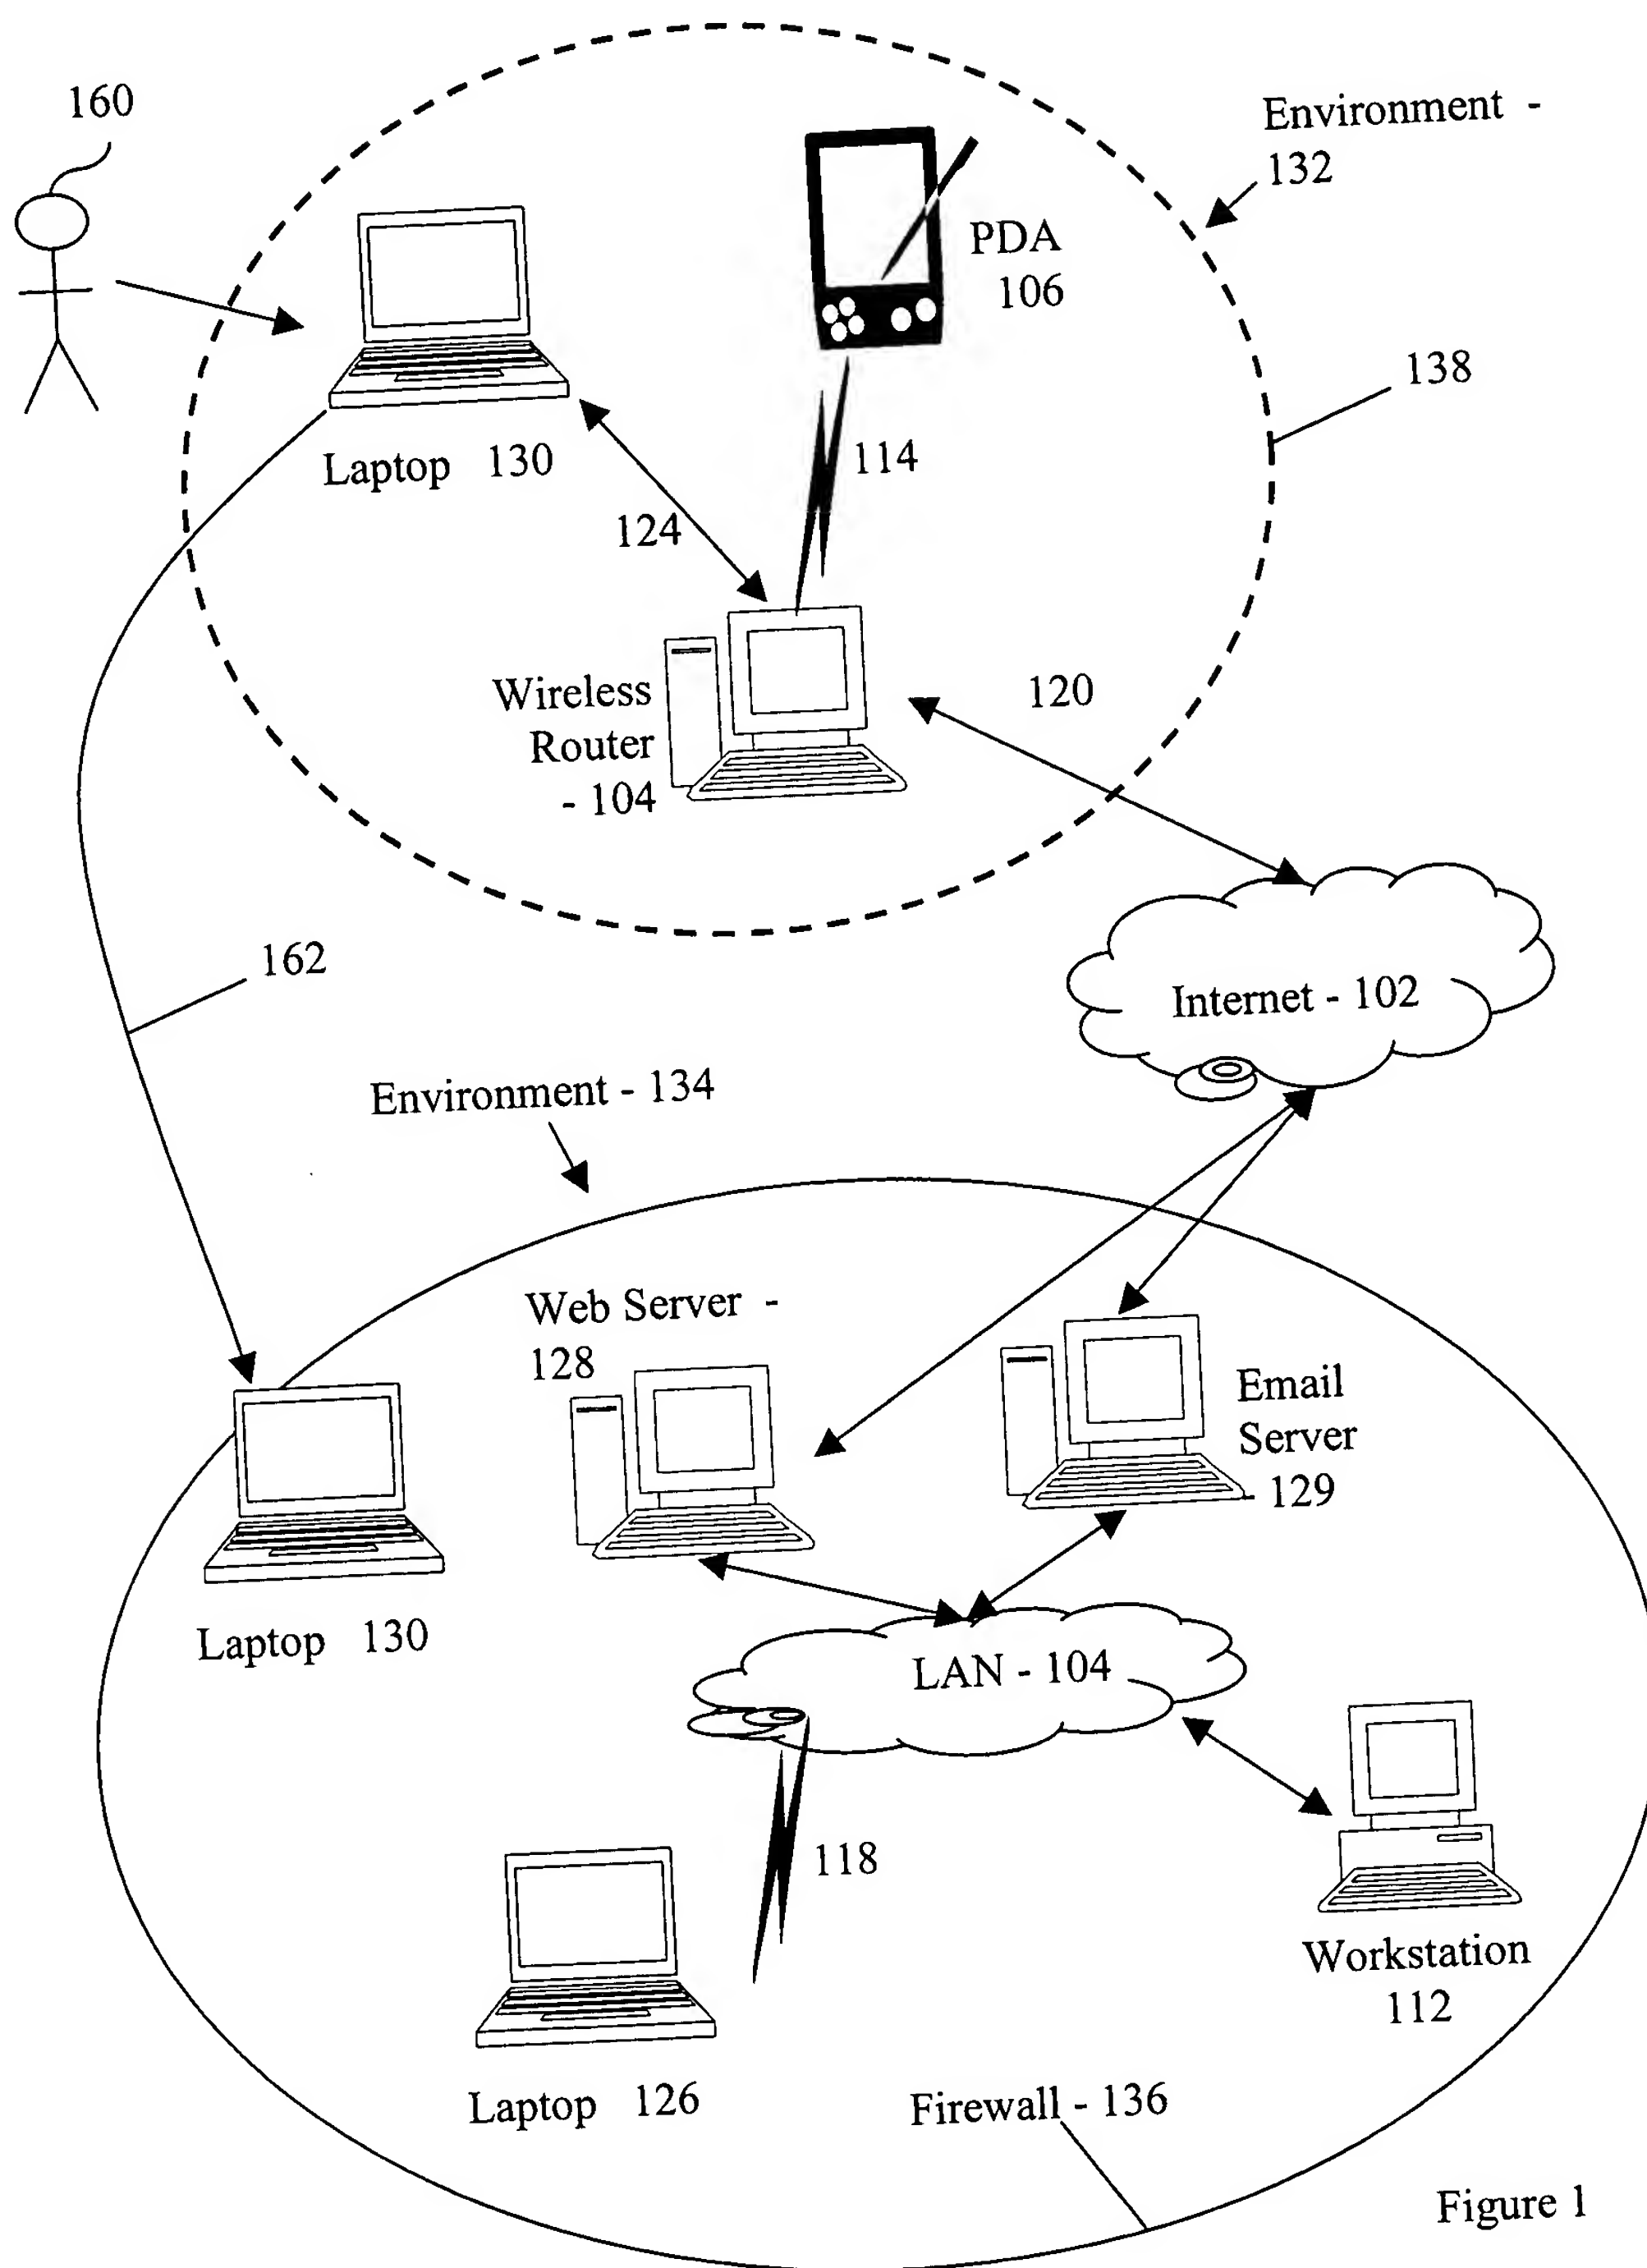 160
Environment -
132
PDA
106
138
Laptop 130
114
124
Wireless
Router
- 104
120
162
Internet - 102
Environment - 134
Web Server -
128
Email
Server
- 129
Laptop 130
LAN - 104
118
Workstation
112
Laptop 126
Firewall - 136
Figure 1